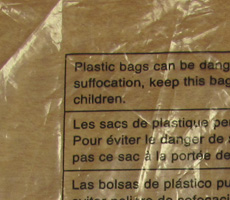 Plastic bags can be dang
suffocation, keep this bag
children.
Les sacs de plastique pe
Pour éviter le danger de
pas ce sac à la portée de
Las bolsas de plástico pu